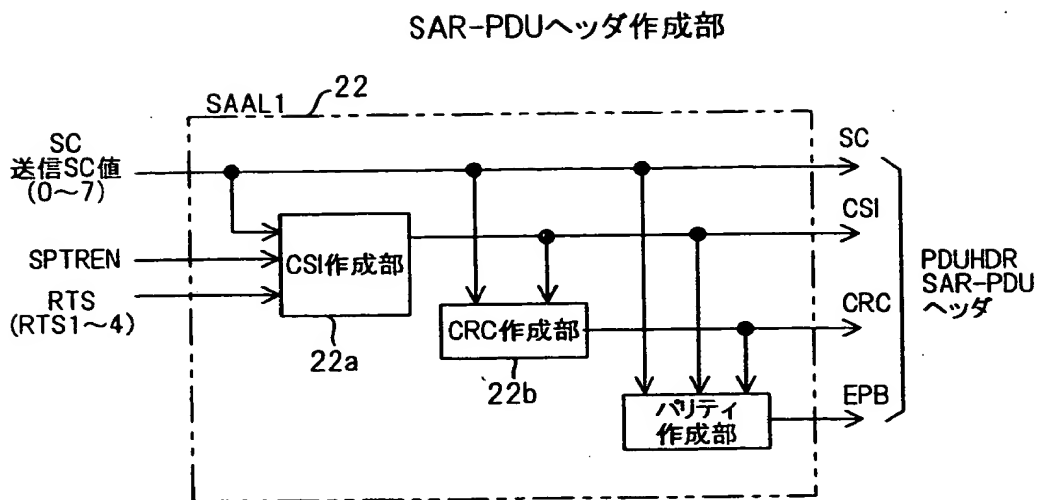 SAR-PDUヘッダ作成部
SAAL1
22
SC
送信SC値
(0〜7)
SPTREN
RTS
(RTS1〜4)
CSI作成部
22a
CRC作成部
22b
パリティ
作成部
SC
CSI
CRC
EPB
PDUHDR
SAR-PDU
ヘッダ